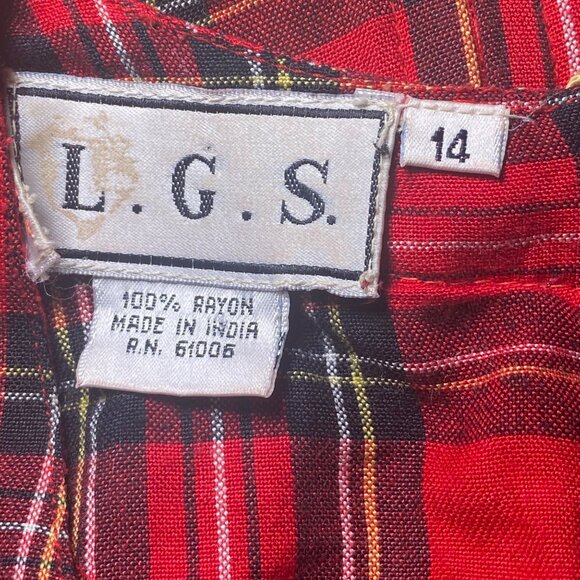 L.G.S.
14
100% RAYON
MADE IN INDIA
R.N. 61006